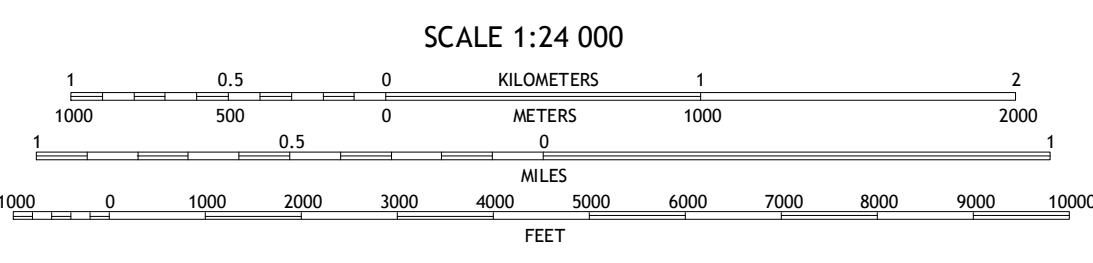 SCALE 1:24 000
1 0.5 0 KILOMETERS 1 2
1000 500 0 METERS 1000 2000
1 0.5 0 1
MILES
1000 0 1000 2000 3000 4000 5000 6000 7000 8000 9000 10000
FEET